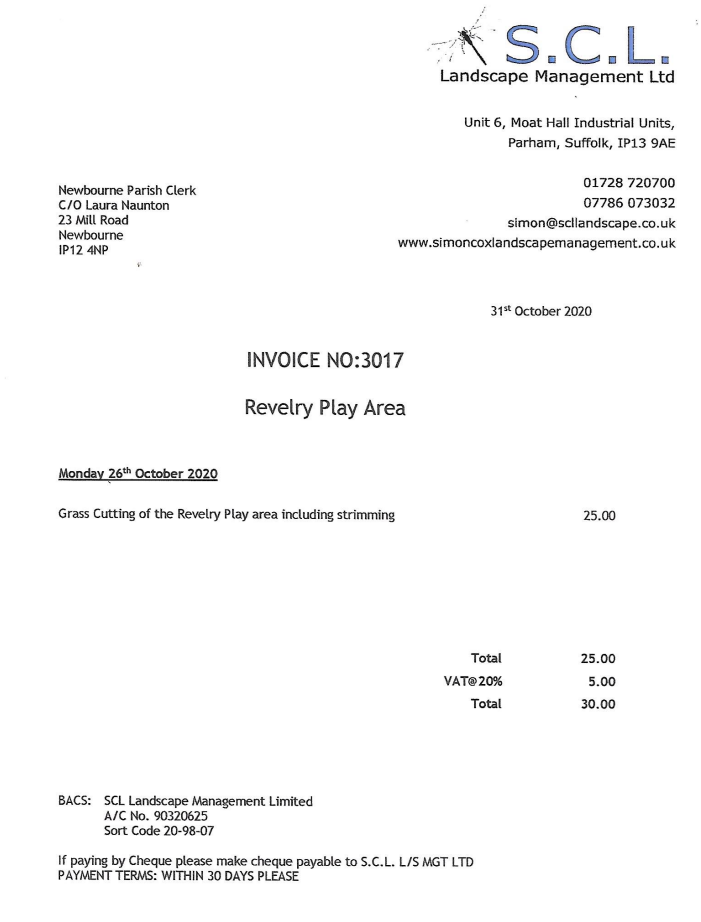 S.C.L.
Landscape Management Ltd
Unit 6, Moat Hall Industrial Units,
Parham, Suffolk, IP13 9AE
01728 720700
07786 073032
simon@scllandscape.co.uk
www.simoncoxlandscapemanagement.co.uk
Newbourne Parish Clerk
C/O Laura Naunton
23 Mill Road
Newbourne
IP12 4NP
31st October 2020
INVOICE NO:3017
Revelry Play Area
Monday 26th October 2020
Grass Cutting of the Revelry Play area including strimming 25.00
Total 25.00
VAT@20% 5.00
Total 30.00
BACS: SCL Landscape Management Limited
A/C No. 90320625
Sort Code 20-98-07
If paying by Cheque please make cheque payable to S.C.L. L/S MGT LTD
PAYMENT TERMS: WITHIN 30 DAYS PLEASE